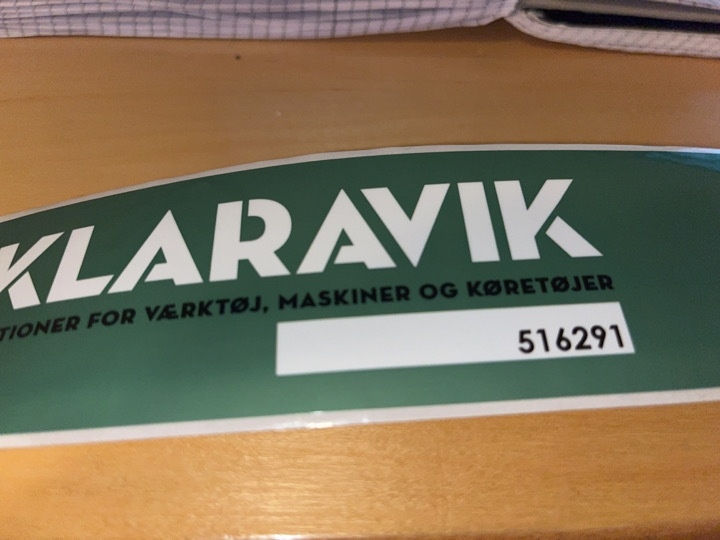 KLARAVIK
TIONER FOR VÆRKTØJ, MASKINER OG KØRETØJER
516291